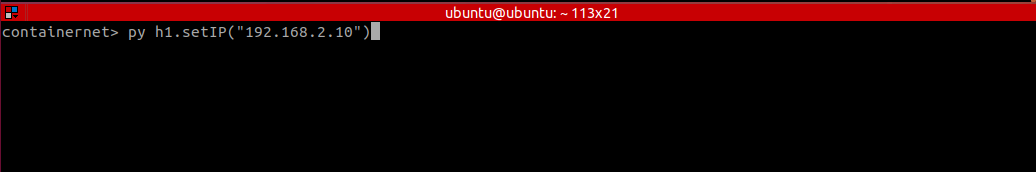 ubuntu@ubuntu: ~ 113x21
containernet> py h1.setIP("192.168.2.10")